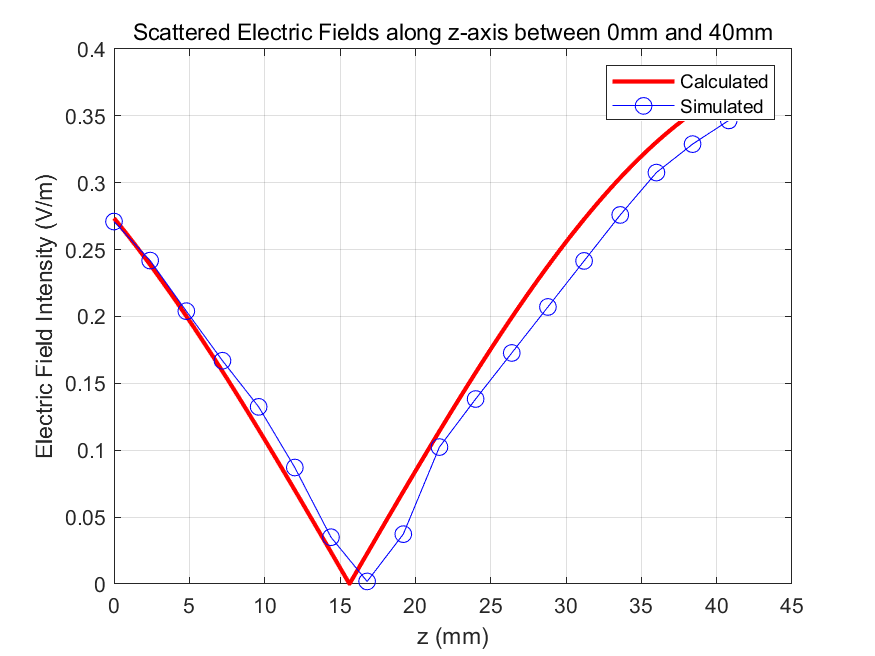 Scattered Electric Fields along z-axis between 0mm and 40mm
Calculated
Simulated
Electric Field Intensity (V/m)
0.4
0.35
0.3
0.25
0.2
0.15
0.1
0.05
0
0 5 10 15 20 25 30 35 40 45
z (mm)